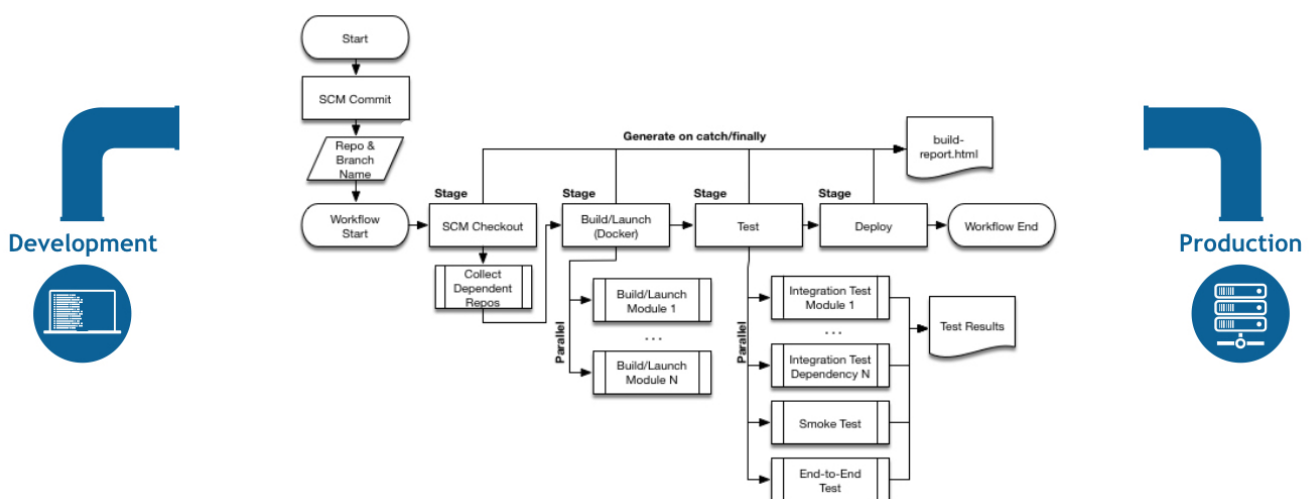 Start
SCM Commit
Repo &
Branch
Name
Workflow
Start
Generate on catch/finally
build-
report.html
Stage
Stage
Stage
Stage
SCM Checkout
Build/Launch
(Docker)
Test
Deploy
Workflow End
Collect
Dependent
Repos
Parallel
Build/Launch
Module 1
...
Build/Launch
Module N
Parallel
Integration Test
Module 1
...
Integration Test
Dependency N
Smoke Test
End-to-End
Test
Test Results
Development
Production